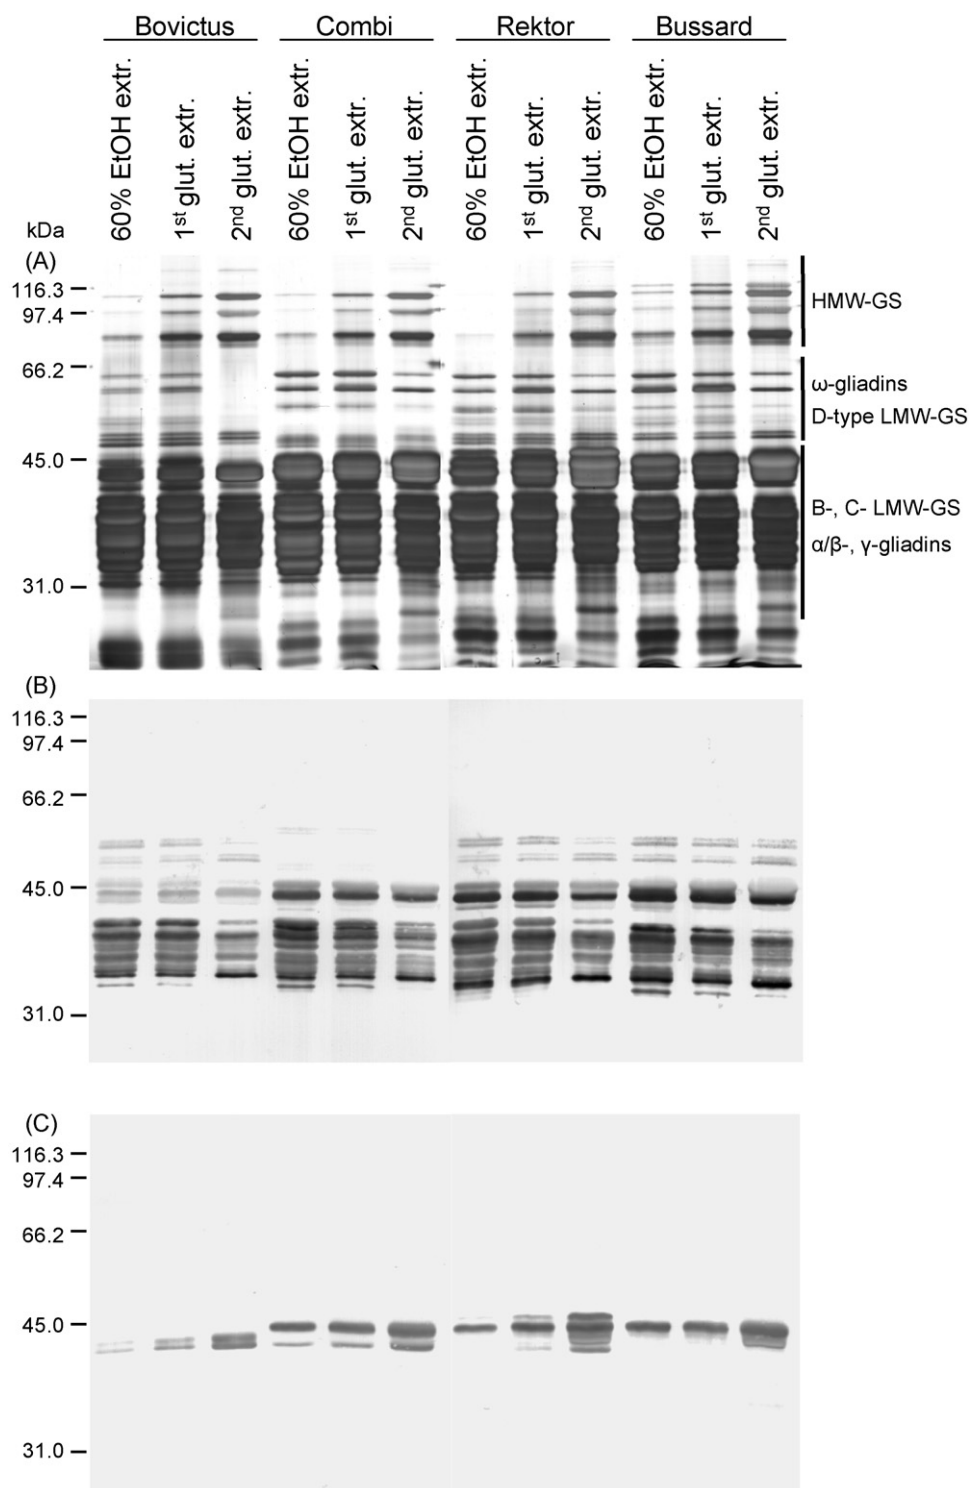 Bovictus Combi Rektor Bussard
60% EtOH extr. 1st glut. extr. 2nd glut. extr. 60% EtOH extr. 1st glut. extr. 2nd glut. extr. 60% EtOH extr. 1st glut. extr. 2nd glut. extr. 60% EtOH extr. 1st glut. extr. 2nd glut. extr.
kDa
(A)
116.3
97.4
66.2
45.0
31.0
HMW-GS
ω-gliadins
D-type LMW-GS
B-, C- LMW-GS
α/β-, γ-gliadins
(B)
116.3
97.4
66.2
45.0
31.0
(C)
116.3
97.4
66.2
45.0
31.0